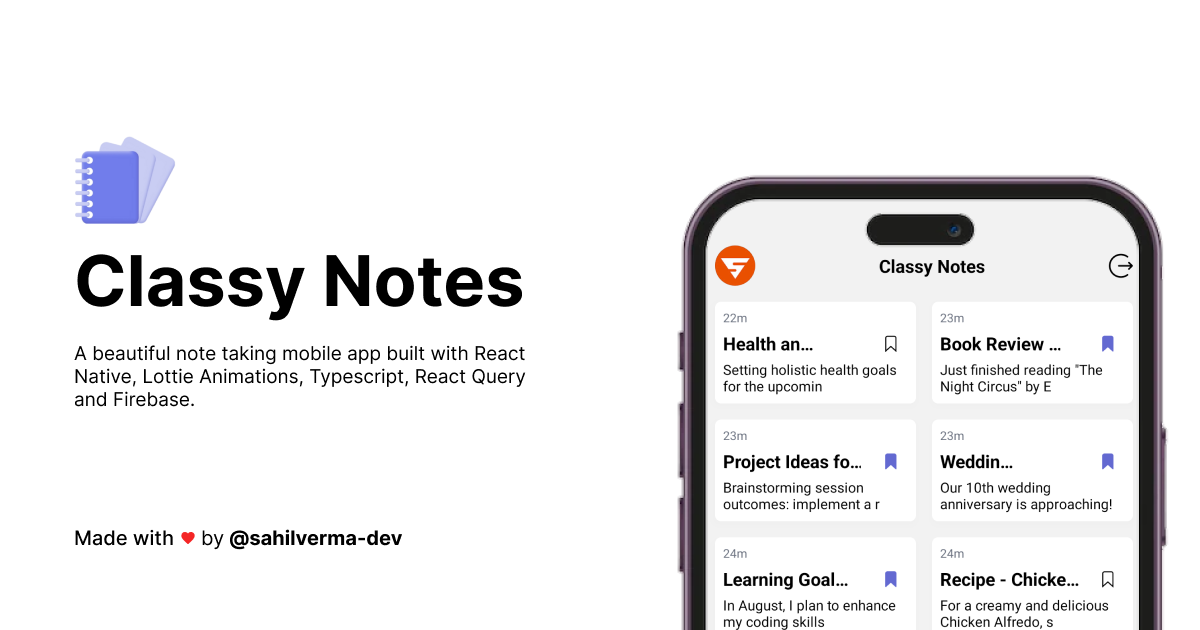 Classy Notes
A beautiful note taking mobile app built with React
Native, Lottie Animations, Typescript, React Query
and Firebase.
Made with ❤ by @sahilverma-dev
Classy Notes
22m
Health an...
Setting holistic health goals
for the upcomin
23m
Book Review ...
Just finished reading "The
Night Circus" by E
23m
Project Ideas fo...
Brainstorming session
outcomes: implement a r
23m
Weddin...
Our 10th wedding
anniversary is approaching!
24m
Learning Goal...
In August, I plan to enhance
my coding skills
24m
Recipe - Chicke...
For a creamy and delicious
Chicken Alfredo, s